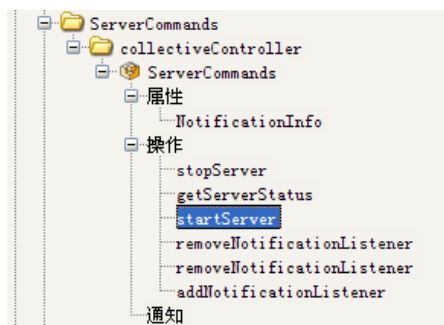 ServerCommands
collectiveController
ServerCommands
属性
NotificationInfo
操作
stopServer
getServerStatus
startServer
removeNotificationListener
removeNotificationListener
addNotificationListener
通知